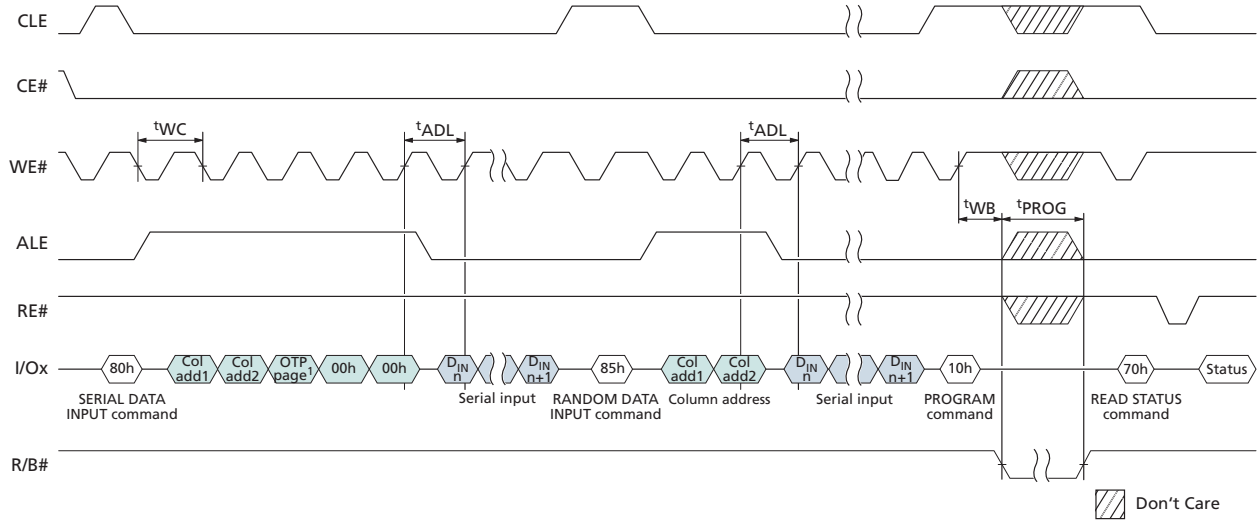 CLE
CE#
tWC
tADL
tADL
WE#
tWB
tPROG
ALE
RE#
I/Ox
80h
Col
add1
Col
add2
OTP
page1
00h
00h
DIN
n
DIN
n+1
85h
Col
add1
Col
add2
DIN
n
DIN
n+1
10h
70h
Status
SERIAL DATA
INPUT command
Serial input
RANDOM DATA
INPUT command
Column address
Serial input
PROGRAM
command
READ STATUS
command
R/B#
Don't Care